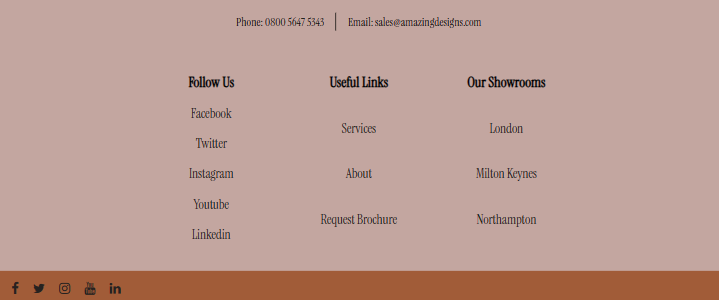 Phone: 0800 5647 5343 | Email: sales@amazingdesigns.com
Follow Us
Facebook
Twitter
Instagram
Youtube
Linkedin
Useful Links
Services
About
Request Brochure
Our Showrooms
London
Milton Keynes
Northampton